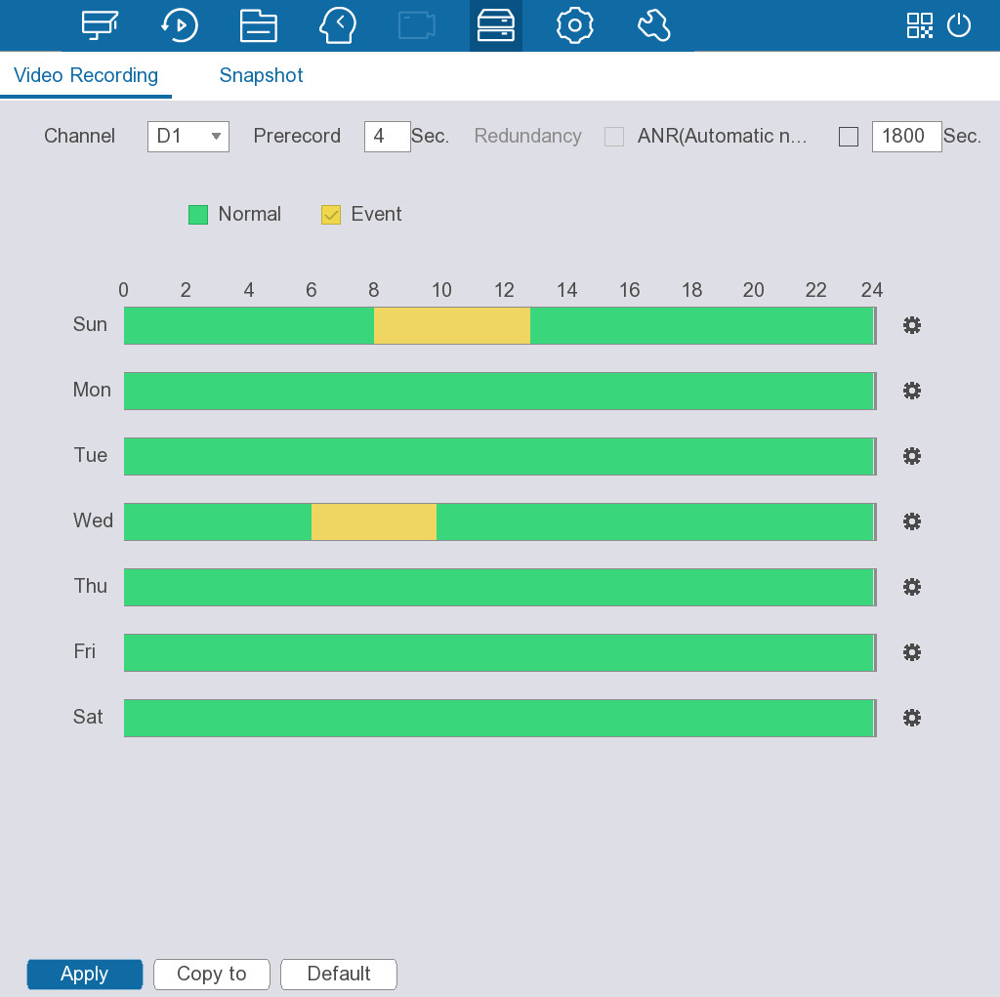 Video Recording Snapshot
Channel D1 Prerecord 4 Sec. Redundancy ANR(Automatic n... 1800 Sec.
Normal Event
0 2 4 6 8 10 12 14 16 18 20 22 24
Sun
Mon
Tue
Wed
Thu
Fri
Sat
Apply Copy to Default